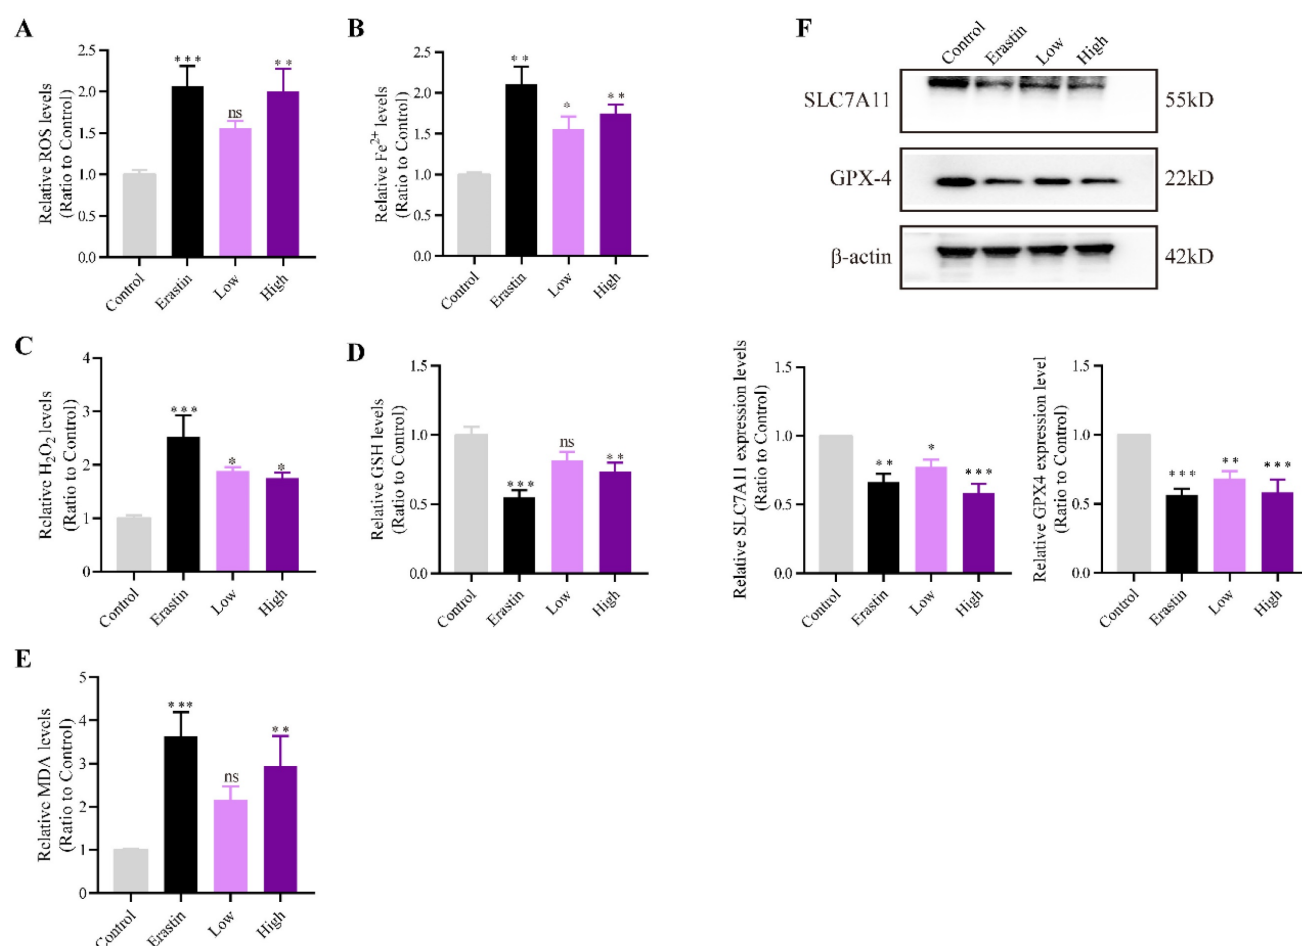 A
Relative ROS levels
(Ratio to Control)
2.5
2.0
1.5
1.0
0.5
0.0
***
ns
**
Control
Erastin
Low
High
B
Relative Fe2+ levels
(Ratio to Control)
2.5
2.0
1.5
1.0
0.5
0.0
**
*
**
Control
Erastin
Low
High
F
Control
Erastin
Low
High
SLC7A11
55kD
GPX-4
22kD
β-actin
42kD
C
Relative H2O2 levels
(Ratio to Control)
4
3
2
1
0
***
*
*
Control
Erastin
Low
High
D
Relative GSH levels
(Ratio to Control)
1.5
1.0
0.5
0.0
***
ns
**
Control
Erastin
Low
High
Relative SLC7A11 expression levels
(Ratio to Control)
1.5
1.0
0.5
0.0
**
*
***
Control
Erastin
Low
High
Relative GPX4 expression level
(Ratio to Control)
1.5
1.0
0.5
0.0
***
**
***
Control
Erastin
Low
High
E
Relative MDA levels
(Ratio to Control)
5
4
3
2
1
0
***
ns
**
Control
Erastin
Low
High